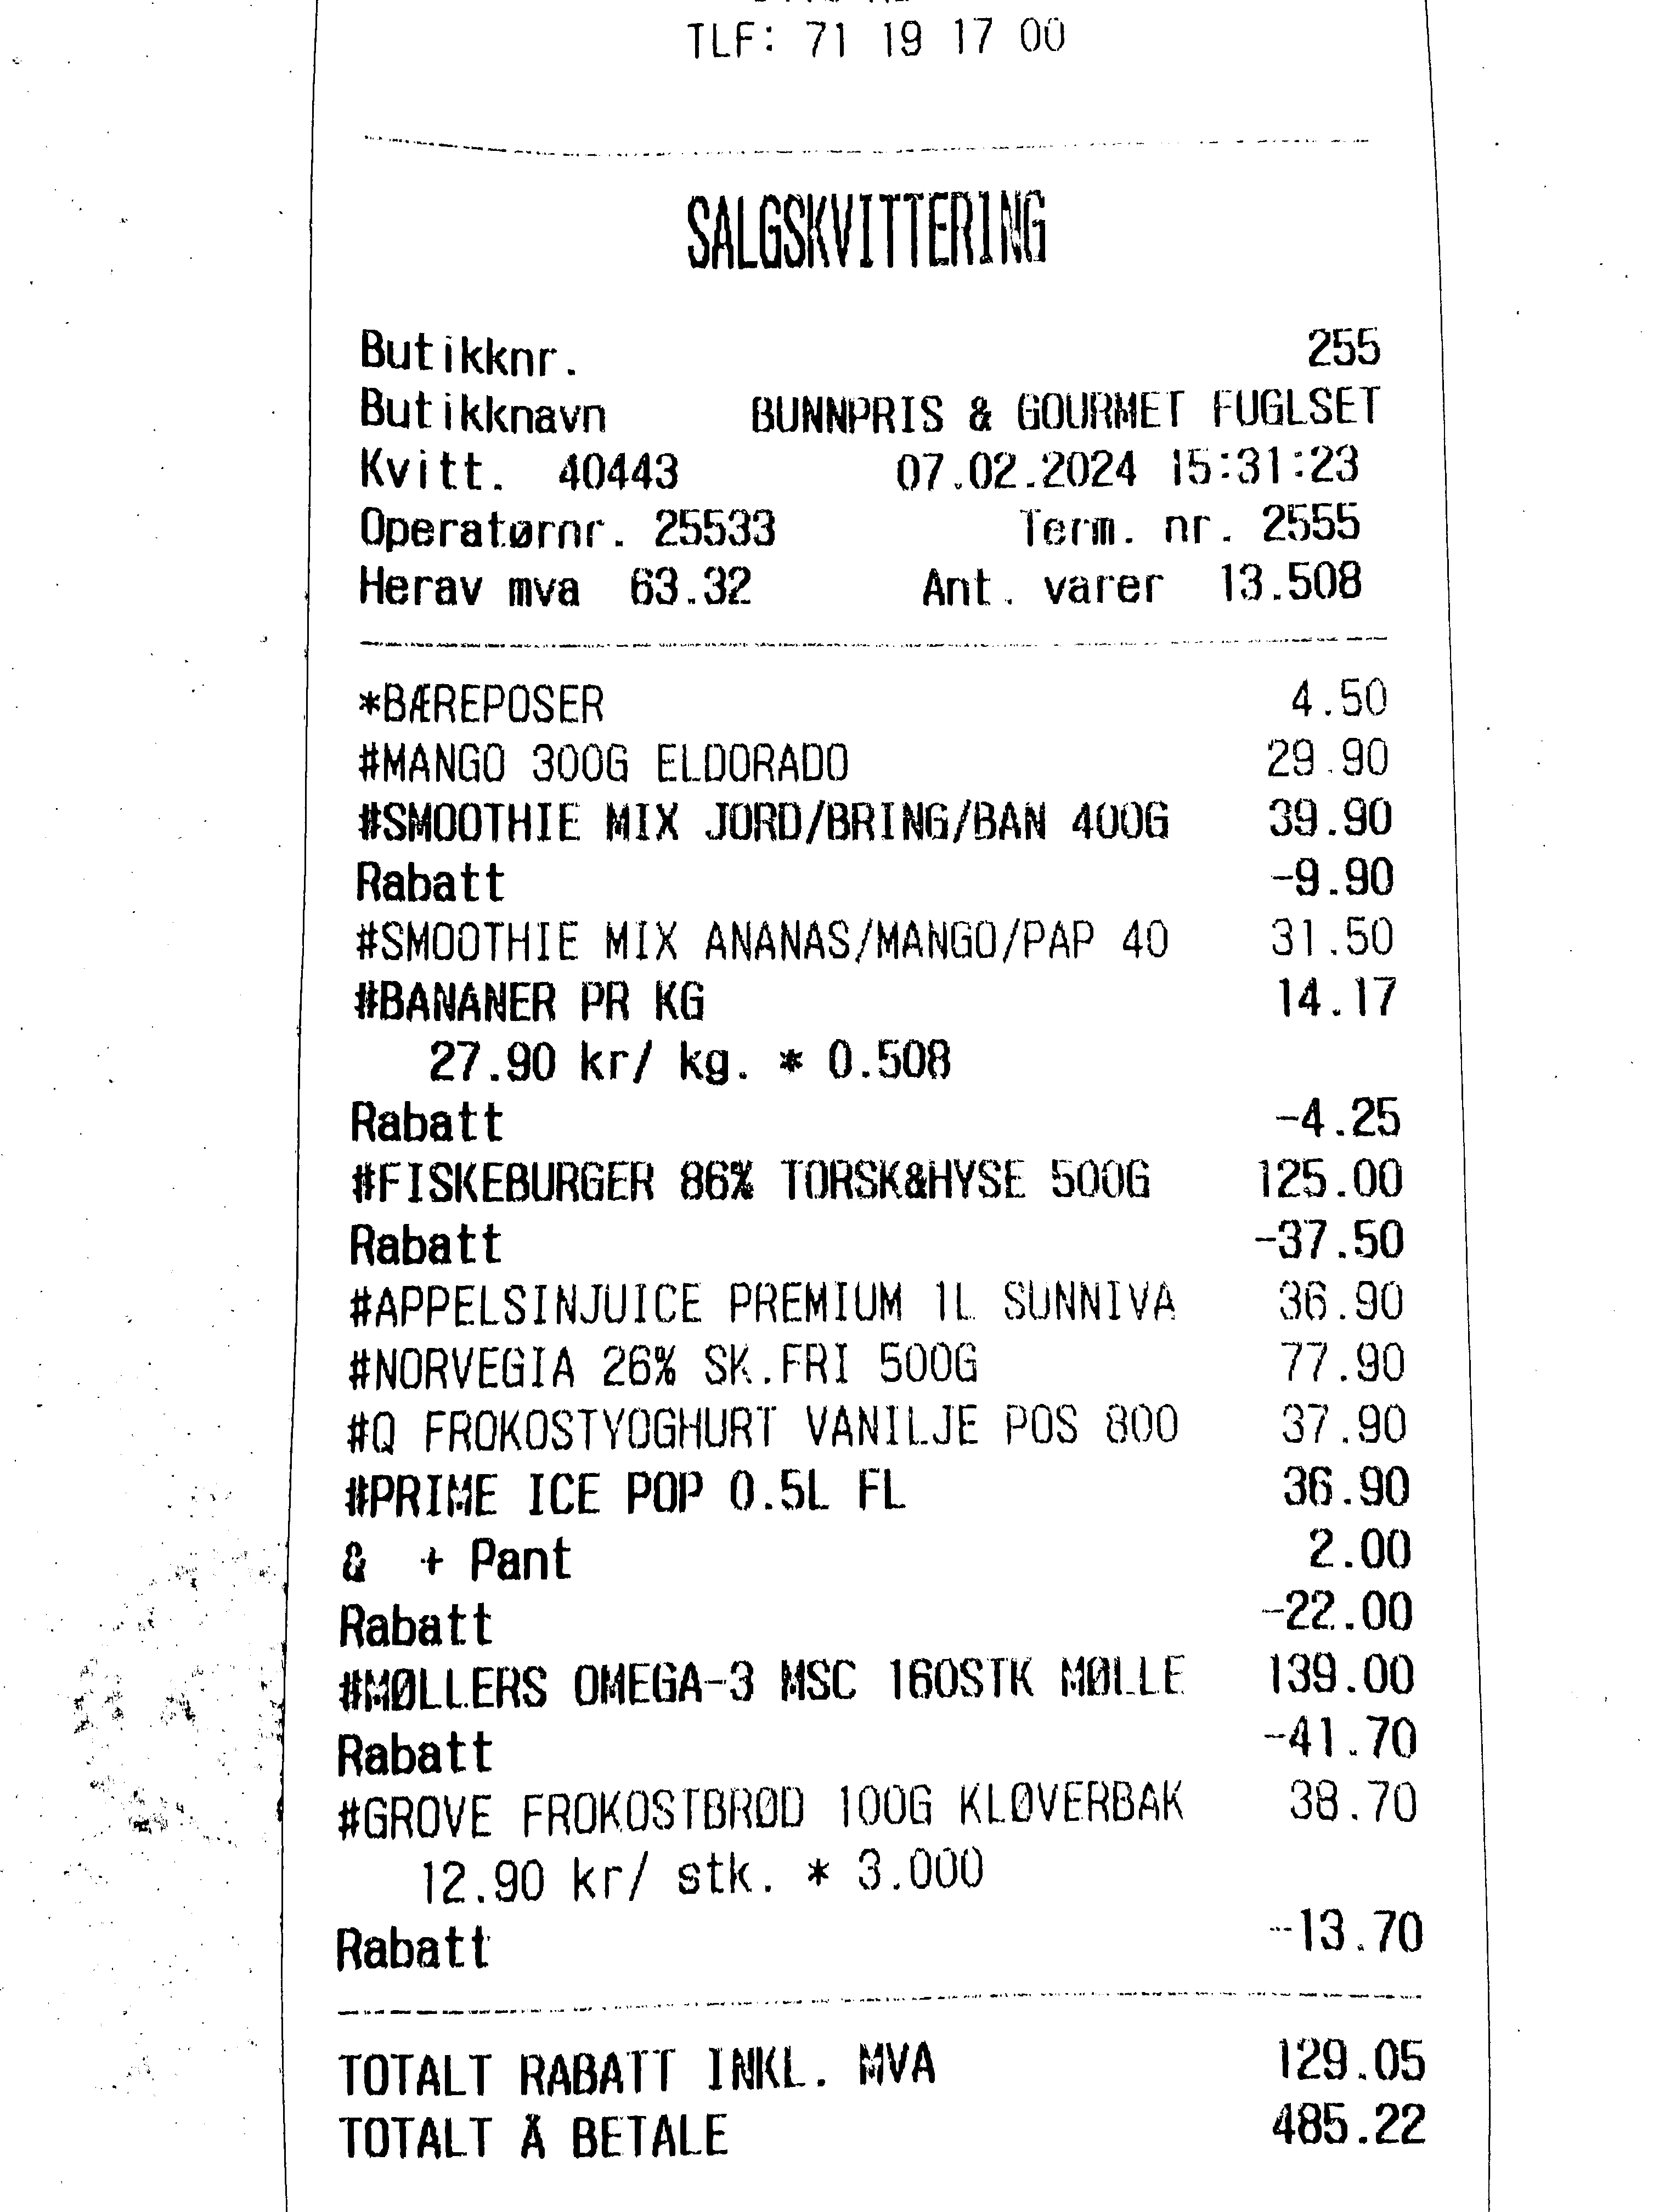 TLF: 71 19 17 00
SALGSKVITTERING
Butikknr. 255
Butikknavn BUNNPRIS & GOURMET FUGLSET
Kvitt. 40443 07.02.2024 15:31:23
Operatørnr. 25533 Term. nr. 2555
Herav mva 63.32 Ant. varer 13.508
*BÆREPOSER 4.50
#MANGO 300G ELDORADO 29.90
#SMOOTHIE MIX JORD/BRING/BAN 400G 39.90
Rabatt -9.90
#SMOOTHIE MIX ANANAS/MANGO/PAP 40 31.50
#BANANER PR KG 14.17
27.90 kr/ kg. * 0.508
Rabatt -4.25
#FISKEBURGER 86% TORSK&HYSE 500G 125.00
Rabatt -37.50
#APPELSINJUICE PREMIUM 1L SUNNIVA 36.90
#NORVEGIA 26% SK.FRI 500G 77.90
#Q FROKOSTYOGHURT VANILJE POS 800 37.90
#PRIME ICE POP 0.5L FL 36.90
& + Pant 2.00
Rabatt -22.00
#MØLLERS OMEGA-3 MSC 160STK MØLLE 139.00
Rabatt -41.70
#GROVE FROKOSTBRØD 100G KLØVERBAK 38.70
12.90 kr/ stk. * 3.000
Rabatt -13.70
TOTALT RABATT INKL. MVA 129.05
TOTALT Å BETALE 485.22